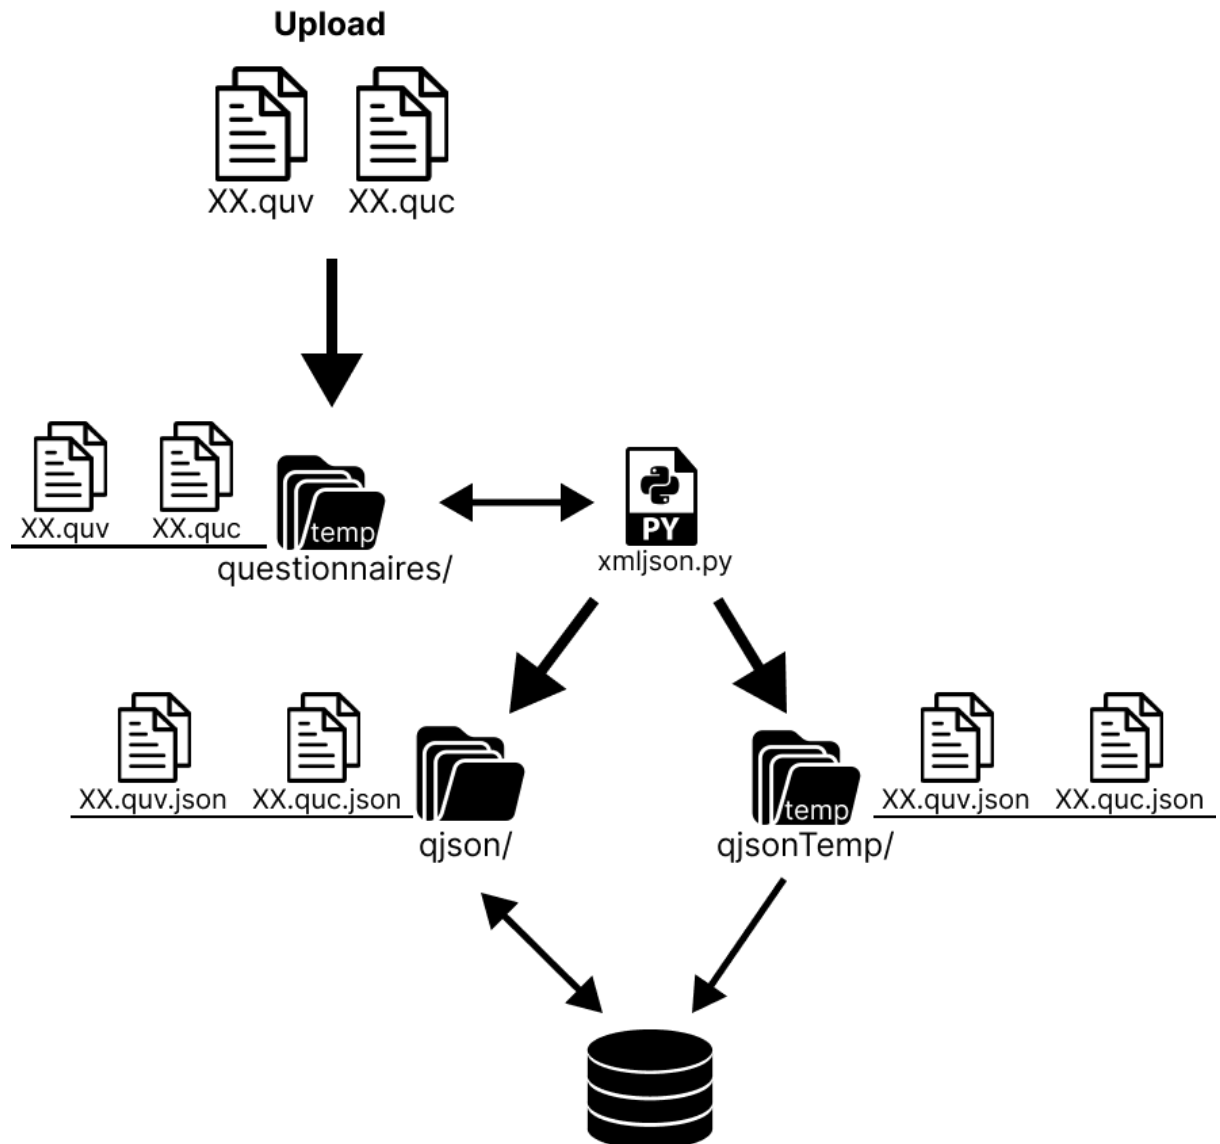 Upload
XX.quv XX.quc
XX.quv XX.quc temp
questionnaires/
PY
xmljson.py
XX.quv.json XX.quc.json
qjson/
temp
qjsonTemp/
XX.quv.json XX.quc.json